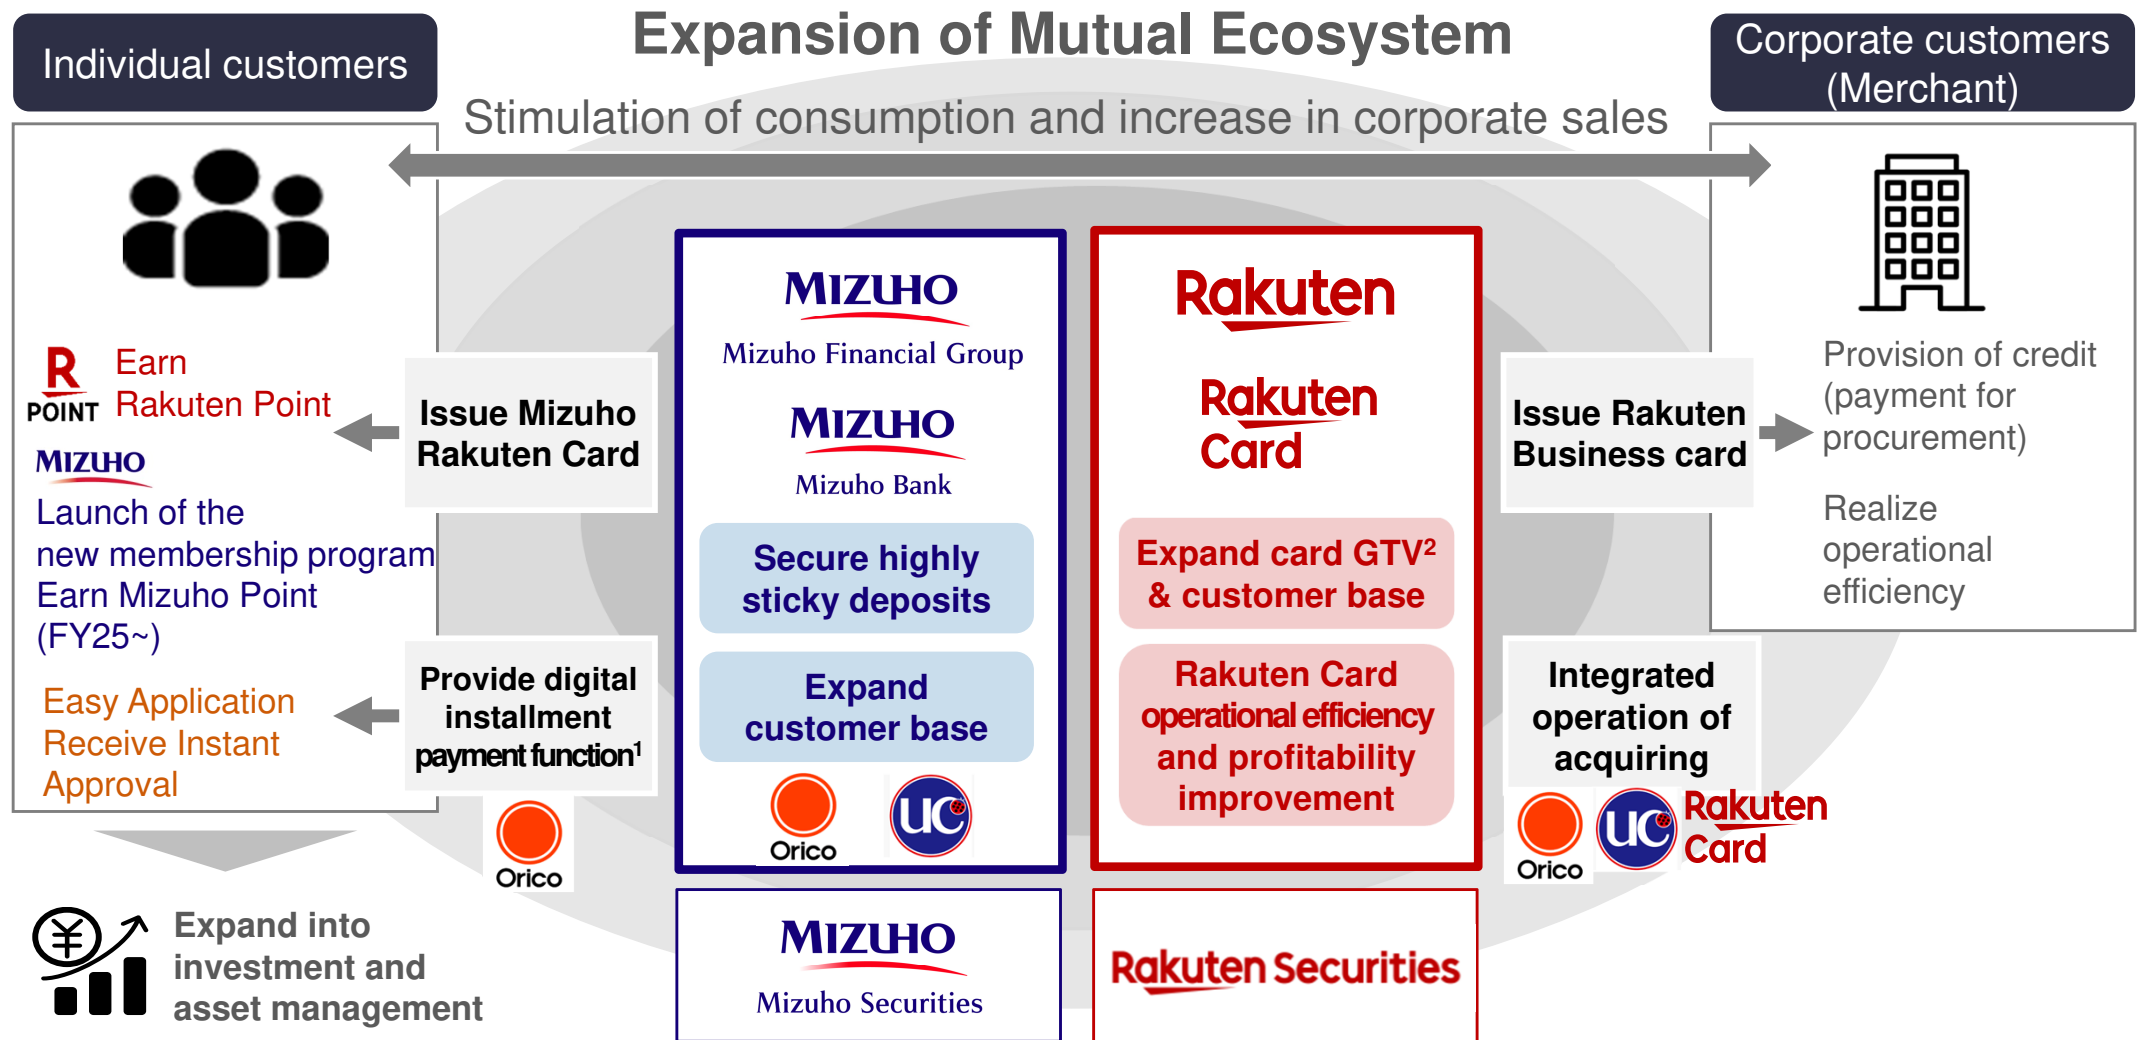 Expansion of Mutual Ecosystem
Stimulation of consumption and increase in corporate sales
Individual customers
R
POINT
Earn
Rakuten Point
MIZUHO
Launch of the
new membership program
Earn Mizuho Point
(FY25~)
Easy Application
Receive Instant
Approval
¥
Expand into
investment and
asset management
Issue Mizuho
Rakuten Card
Provide digital
installment
payment function¹
Orico
MIZUHO
Mizuho Financial Group
MIZUHO
Mizuho Bank
Secure highly
sticky deposits
Expand
customer base
Orico
UC
MIZUHO
Mizuho Securities
Rakuten
Rakuten
Card
Expand card GTV²
& customer base
Rakuten Card
operational efficiency
and profitability
improvement
Rakuten Securities
Issue Rakuten
Business card
Integrated
operation of
acquiring
Orico
UC
Rakuten
Card
Corporate customers
(Merchant)
Provision of credit
(payment for
procurement)
Realize
operational
efficiency